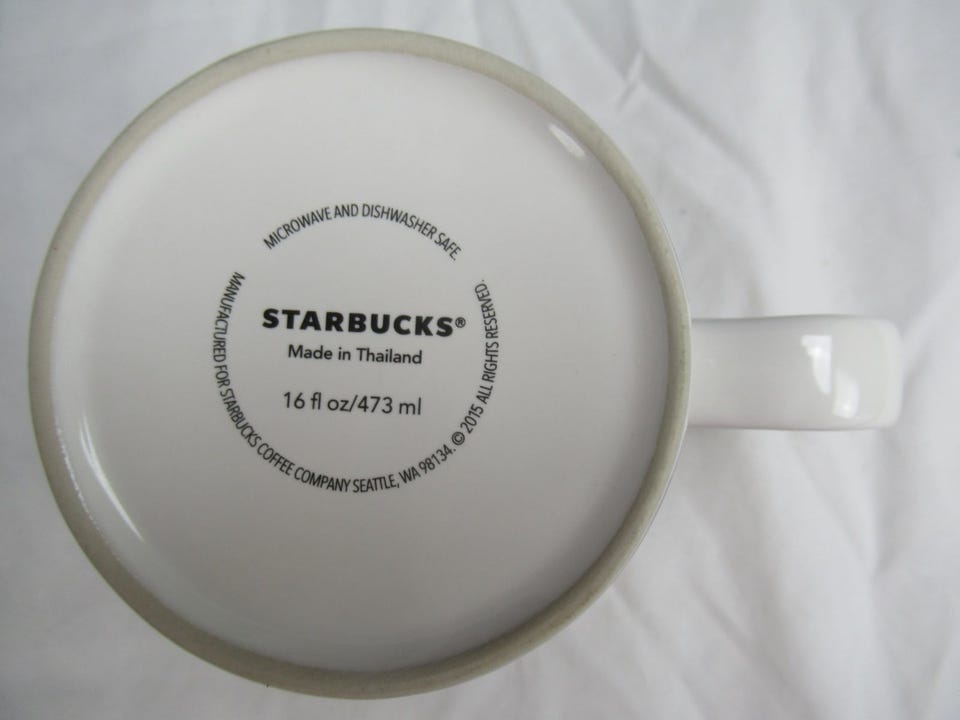 MICROWAVE AND DISHWASHER SAFE.
STARBUCKS®
Made in Thailand
16 fl oz/473 ml
MANUFACTURED FOR STARBUCKS COFFEE COMPANY SEATTLE, WA 98134. © 2015 ALL RIGHTS RESERVED.